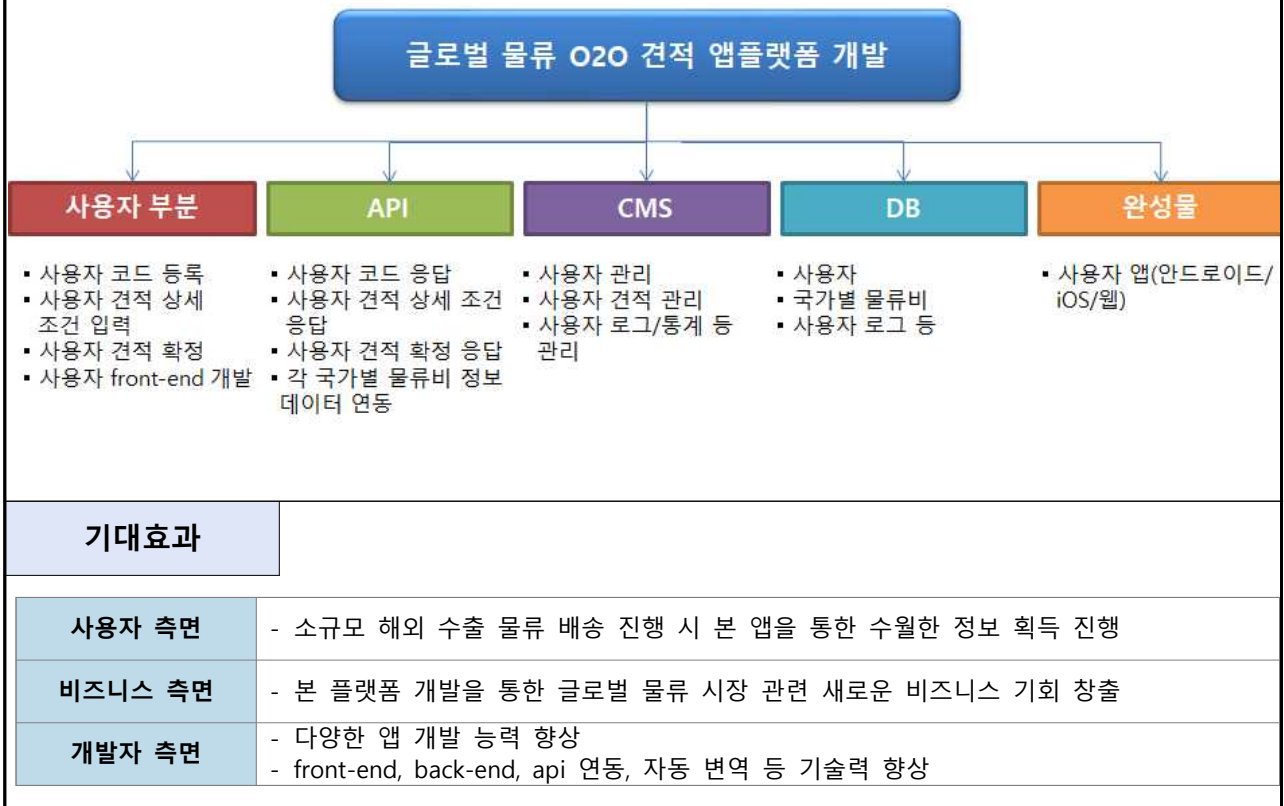 글로벌 물류 O2O 견적 앱플랫폼 개발
사용자 부분
▪ 사용자 코드 등록
▪ 사용자 견적 상세
조건 입력
▪ 사용자 견적 확정
▪ 사용자 front-end 개발
API
▪ 사용자 코드 응답
▪ 사용자 견적 상세 조건
응답
▪ 사용자 견적 확정 응답
▪ 각 국가별 물류비 정보
데이터 연동
CMS
▪ 사용자 관리
▪ 사용자 견적 관리
▪ 사용자 로그/통계 등
관리
DB
▪ 사용자
▪ 국가별 물류비
▪ 사용자 로그 등
완성물
▪ 사용자 앱(안드로이드/
iOS/웹)
기대효과
사용자 측면
- 소규모 해외 수출 물류 배송 진행 시 본 앱을 통한 수월한 정보 획득 진행
비즈니스 측면
- 본 플랫폼 개발을 통한 글로벌 물류 시장 관련 새로운 비즈니스 기회 창출
개발자 측면
- 다양한 앱 개발 능력 향상
- front-end, back-end, api 연동, 자동 변역 등 기술력 향상